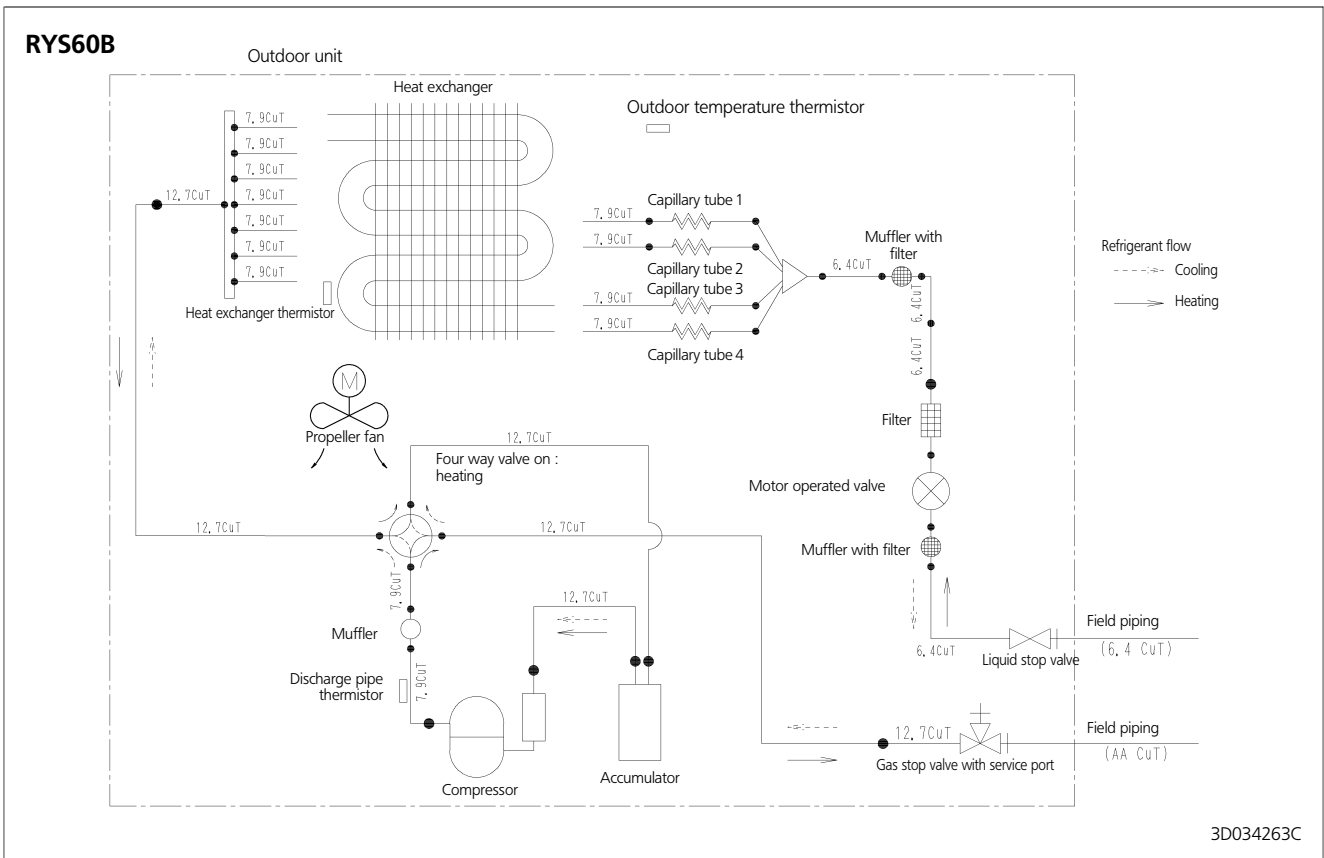 RYS60B
Outdoor unit
Heat exchanger
Outdoor temperature thermistor
7.9CuT
7.9CuT
7.9CuT
7.9CuT
7.9CuT
7.9CuT
7.9CuT
12.7CuT
Heat exchanger thermistor
Capillary tube 1
7.9CuT
7.9CuT
Capillary tube 2
Capillary tube 3
7.9CuT
7.9CuT
Capillary tube 4
Muffler with
filter
6.4CuT
6.4CuT
6.4CuT
Refrigerant flow
Cooling
Heating
M
Propeller fan
12.7CuT
Four way valve on :
heating
Filter
Motor operated valve
12.7CuT
12.7CuT
Muffler with filter
7.9CuT
12.7CuT
Muffler
Discharge pipe
thermistor
7.9CuT
Compressor
Accumulator
6.4CuT
Liquid stop valve
Field piping
(6.4 CuT)
12.7CuT
Gas stop valve with service port
Field piping
(AA CuT)
3D034263C